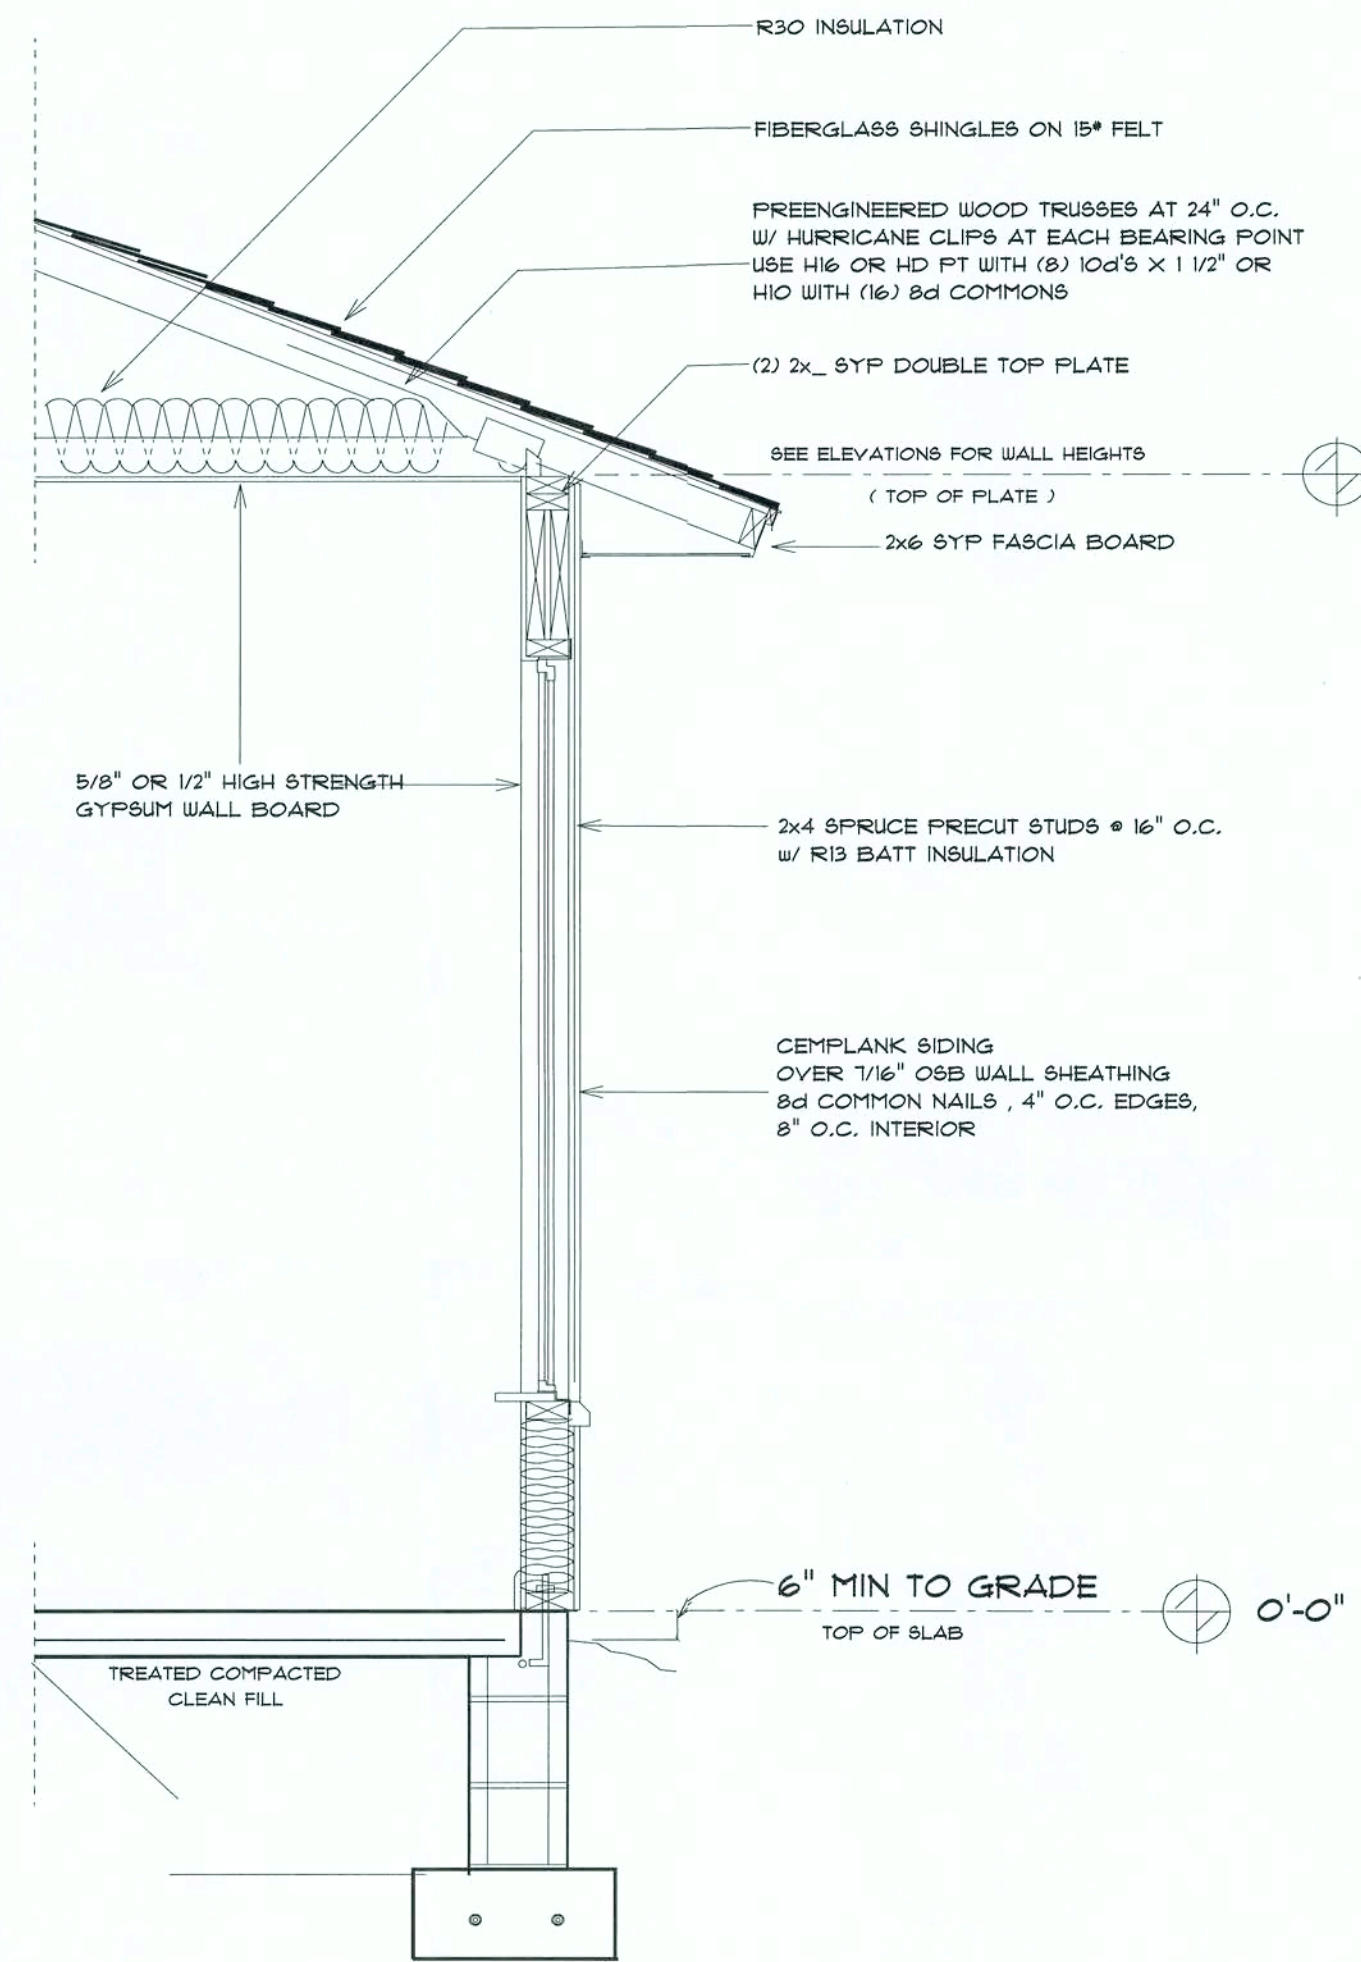 R30 INSULATION
FIBERGLASS SHINGLES ON 15# FELT
PREENGINEERED WOOD TRUSSES AT 24" O.C.
W/ HURRICANE CLIPS AT EACH BEARING POINT
USE H16 OR HD PT WITH (8) 10d'S X 1 1/2" OR
H10 WITH (16) 8d COMMONS
(2) 2x_ SYP DOUBLE TOP PLATE
SEE ELEVATIONS FOR WALL HEIGHTS
( TOP OF PLATE )
2x6 SYP FASCIA BOARD
5/8" OR 1/2" HIGH STRENGTH
GYPSUM WALL BOARD
2x4 SPRUCE PRECUT STUDS @ 16" O.C.
w/ R13 BATT INSULATION
CEMPLANK SIDING
OVER 7/16" OSB WALL SHEATHING
8d COMMON NAILS , 4" O.C. EDGES,
8" O.C. INTERIOR
6" MIN TO GRADE
0'-0"
TOP OF SLAB
TREATED COMPACTED
CLEAN FILL